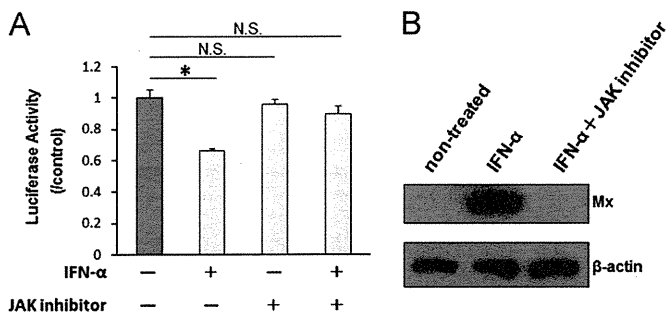 A
N.S.
N.S.
*
1.2
1
0.8
0.6
0.4
0.2
0
Luciferase Activity
(/control)
IFN-α − + − +
JAK inhibitor − − + +
B
non-treated
IFN-α
IFN-α+JAK inhibitor
Mx
β-actin